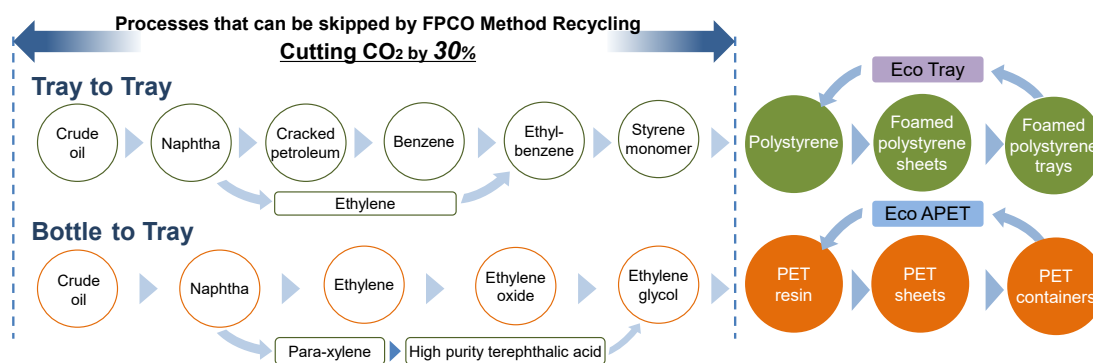 Processes that can be skipped by FPCO Method Recycling
Cutting CO2 by 30%
Tray to Tray
Crude
oil
Naphtha
Cracked
petroleum
Benzene
Ethyl-
benzene
Styrene
monomer
Ethylene
Eco Tray
Polystyrene
Foamed
polystyrene
sheets
Foamed
polystyrene
trays
Bottle to Tray
Crude
oil
Naphtha
Ethylene
Ethylene
oxide
Ethylene
glycol
Para-xylene
High purity terephthalic acid
Eco APET
PET
resin
PET
sheets
PET
containers